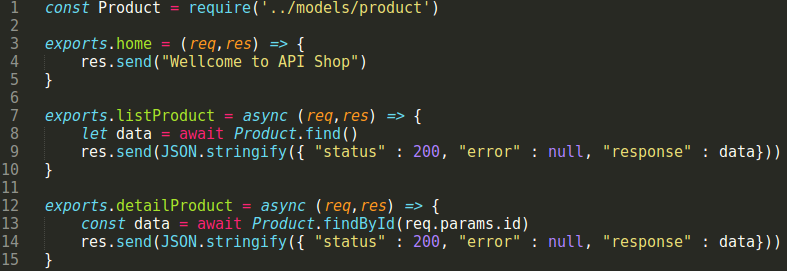 1 const Product = require('../models/product')
2
3 exports.home = (req,res) => {
4 res.send("Wellcome to API Shop")
5 }
6
7 exports.listProduct = async (req,res) => {
8 let data = await Product.find()
9 res.send(JSON.stringify({ "status" : 200, "error" : null, "response" : data}))
10 }
11
12 exports.detailProduct = async (req,res) => {
13 const data = await Product.findById(req.params.id)
14 res.send(JSON.stringify({ "status" : 200, "error" : null, "response" : data}))
15 }